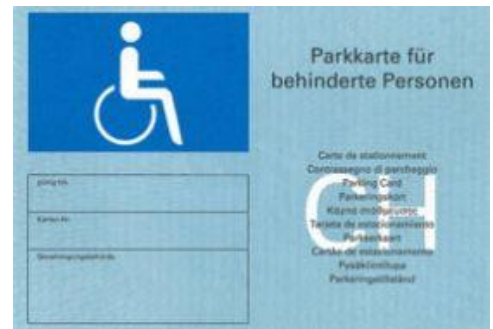 Parkkarte für
behinderte Personen
Carte de stationnement
Contrassegno di parcheggio
Parking Card
Parkeringskort
Tarjeta de estacionamiento
Parkeerkaart
Cartão de estacionamento
Pysäköintilupa
Parkeringstillstånd
CH
gültig bis
Karten-Nr.
Bewilligungsbehörde